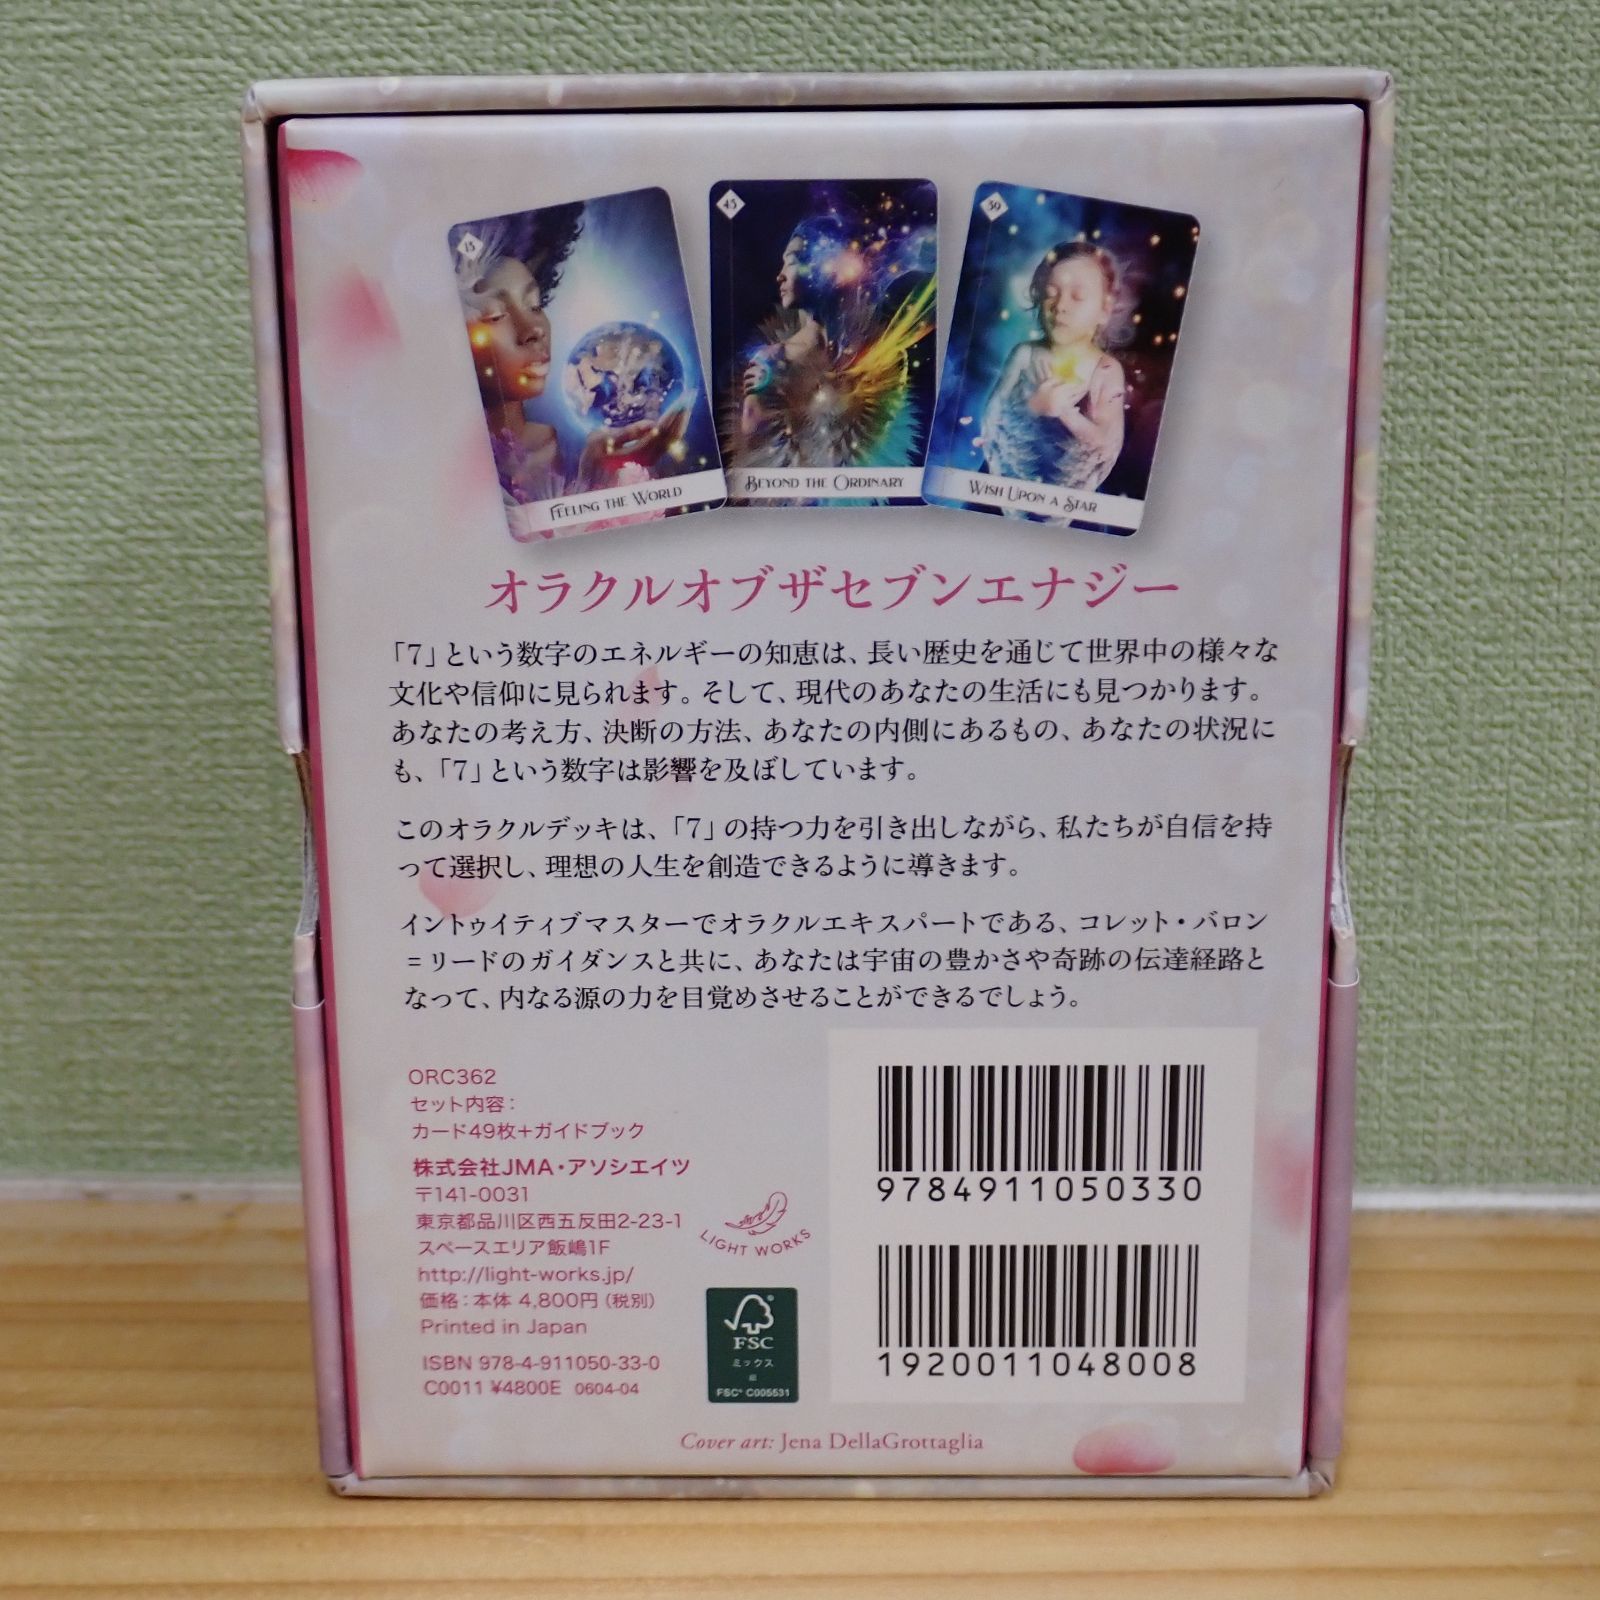 13
FEELING THE WORLD
45
BEYOND THE ORDINARY
39
WISH UPON A STAR
オラクルオブザセブンエナジー
「7」という数字のエネルギーの知恵は、長い歴史を通じて世界中の様々な
文化や信仰に見られます。そして、現代のあなたの生活にも見つかります。
あなたの考え方、決断の方法、あなたの内側にあるもの、あなたの状況に
も、「7」という数字は影響を及ぼしています。
このオラクルデッキは、「7」の持つ力を引き出しながら、私たちが自信を持
って選択し、理想の人生を創造できるように導きます。
イントゥイティブマスターでオラクルエキスパートである、コレット・バロン
=リードのガイダンスと共に、あなたは宇宙の豊かさや奇跡の伝達経路と
なって、内なる源の力を目覚めさせることができるでしょう。
ORC362
セット内容:
カード49枚+ガイドブック
株式会社JMA・アソシエイツ
〒141-0031
東京都品川区西五反田2-23-1
スペースエリア飯嶋1F
http://light-works.jp/
価格:本体 4,800円(税別)
Printed in Japan
ISBN 978-4-911050-33-0
C0011 ¥4800E 0604-04
LIGHT WORKS
FSC
ミックス
紙
FSC® C005531
9784911050330
1920011048008
Cover art: Jena DellaGrottaglia